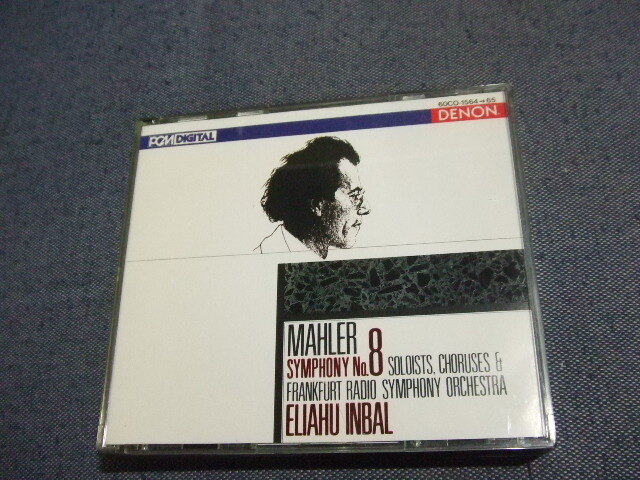 60CO-1564→65
PCM DIGITAL
DENON
MAHLER
SYMPHONY No.8 SOLOISTS, CHORUSES &
FRANKFURT RADIO SYMPHONY ORCHESTRA
ELIAHU INBAL